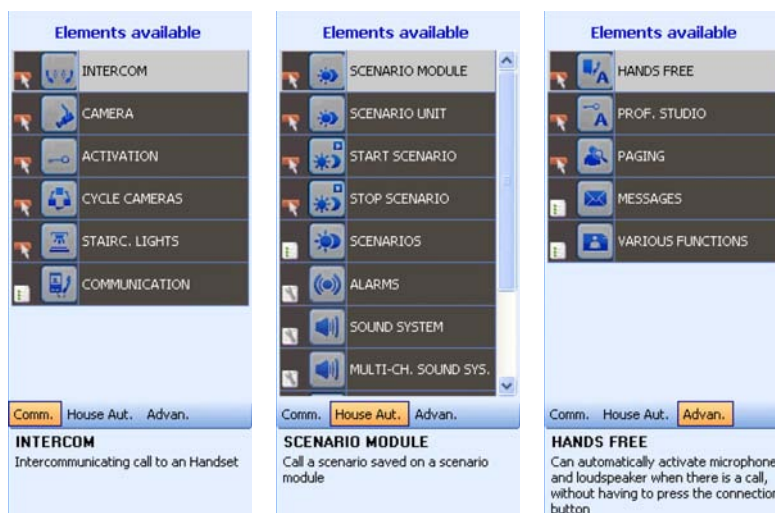 Elements available
INTERCOM
CAMERA
ACTIVATION
CYCLE CAMERAS
STAIRC. LIGHTS
COMMUNICATION
Comm. House Aut. Advan.
INTERCOM
Intercommunicating call to an Handset
Elements available
SCENARIO MODULE
SCENARIO UNIT
START SCENARIO
STOP SCENARIO
SCENARIOS
ALARMS
SOUND SYSTEM
MULTI-CH. SOUND SYS.
Comm. House Aut. Advan.
SCENARIO MODULE
Call a scenario saved on a scenario
module
Elements available
HANDS FREE
PROF. STUDIO
PAGING
MESSAGES
VARIOUS FUNCTIONS
Comm. House Aut. Advan.
HANDS FREE
Can automatically activate microphone
and loudspeaker when there is a call,
without having to press the connection
button